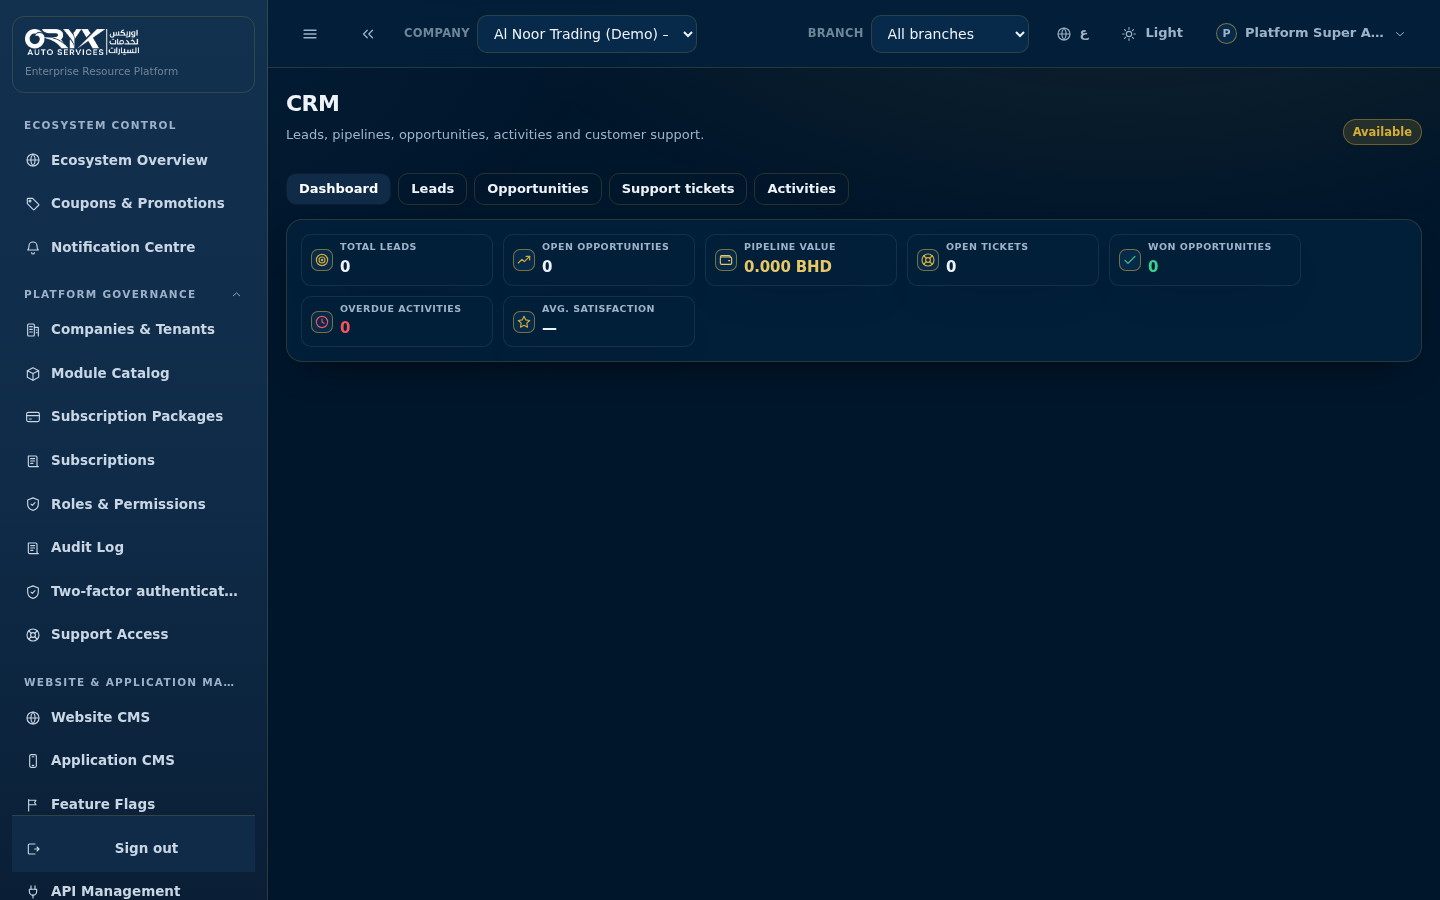 ORYX
AUTO SERVICES
اوريكس
لخدمات
السيارات
Enterprise Resource Platform
ECOSYSTEM CONTROL
Ecosystem Overview
Coupons & Promotions
Notification Centre
PLATFORM GOVERNANCE
Companies & Tenants
Module Catalog
Subscription Packages
Subscriptions
Roles & Permissions
Audit Log
Two-factor authenticat...
Support Access
WEBSITE & APPLICATION MA...
Website CMS
Application CMS
Feature Flags
Sign out
API Management
COMPANY
Al Noor Trading (Demo) –
BRANCH
All branches
ع
Light
P
Platform Super A...
CRM
Leads, pipelines, opportunities, activities and customer support.
Available
Dashboard
Leads
Opportunities
Support tickets
Activities
TOTAL LEADS
0
OPEN OPPORTUNITIES
0
PIPELINE VALUE
0.000 BHD
OPEN TICKETS
0
WON OPPORTUNITIES
0
OVERDUE ACTIVITIES
0
AVG. SATISFACTION
—